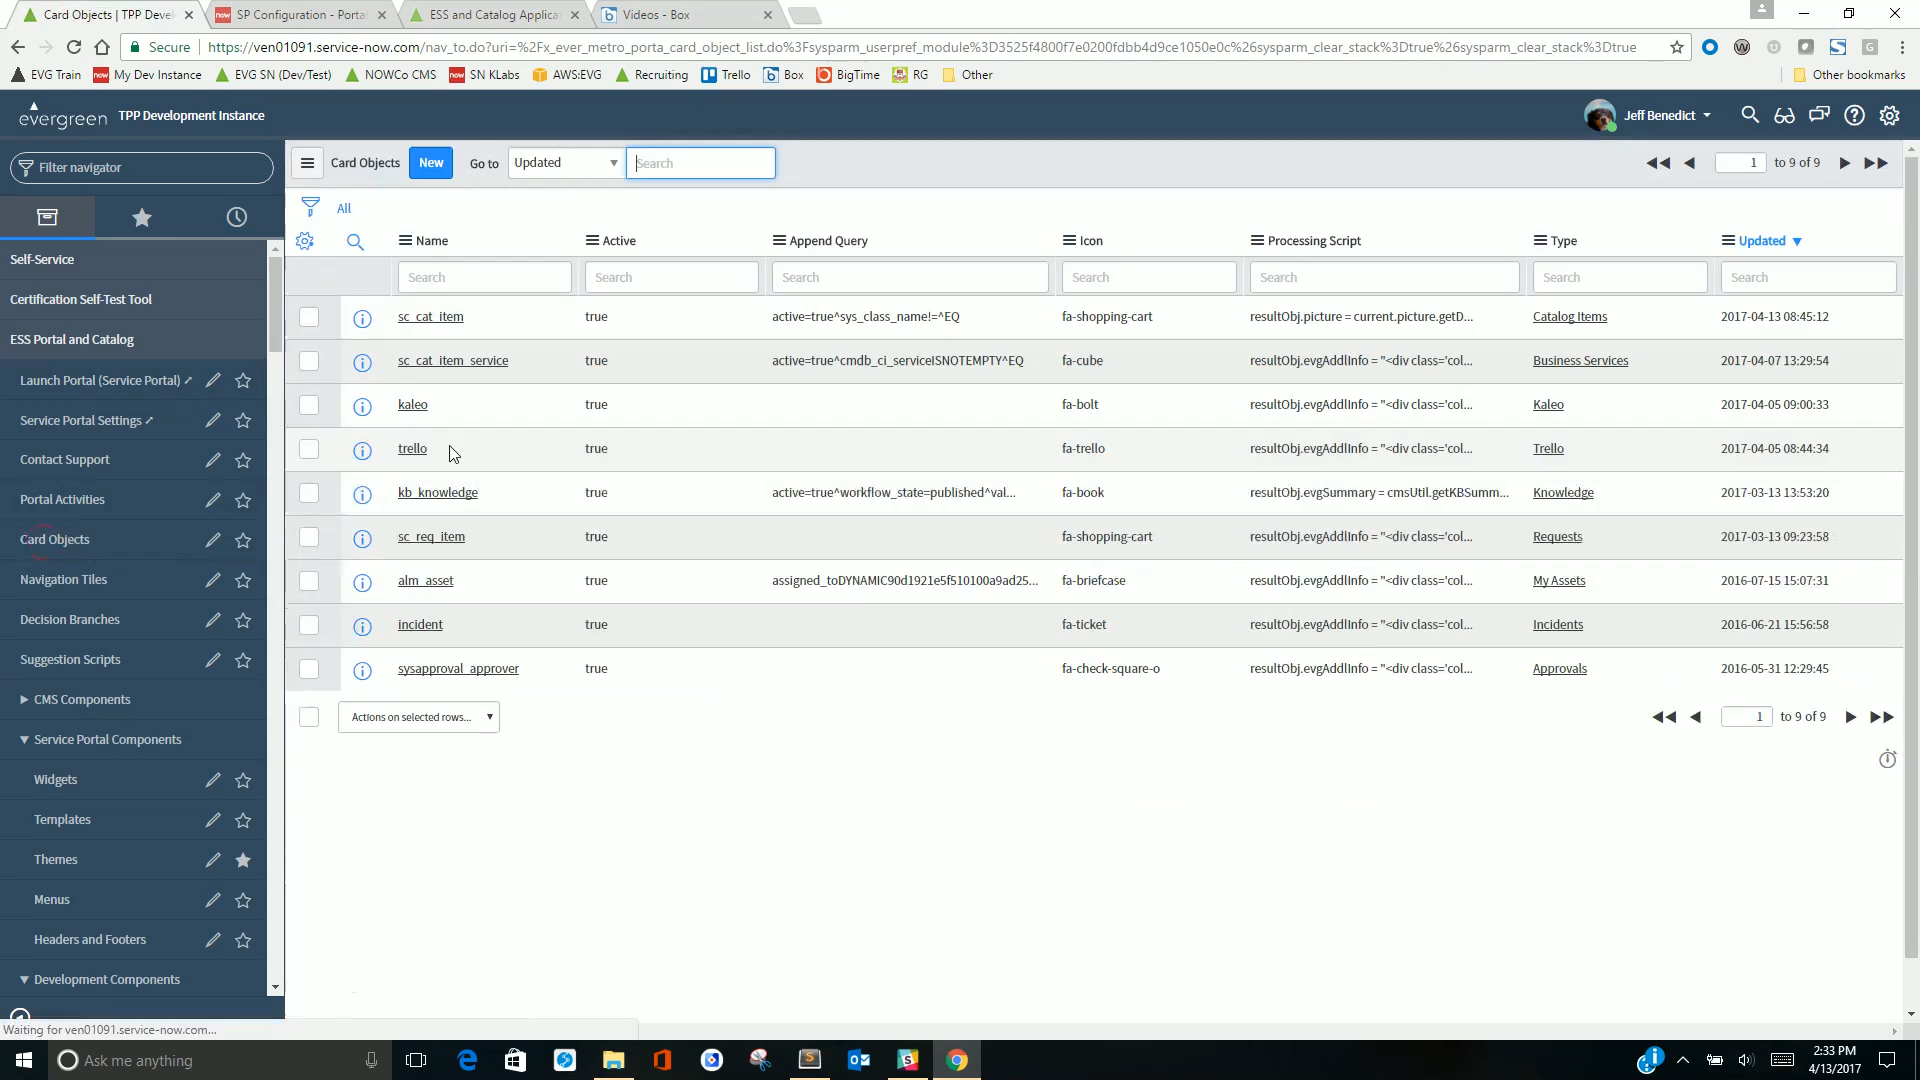 Card Objects | TPP Deve
SP Configuration - Porta
ESS and Catalog Applica
Videos - Box
Secure
https://ven01091.service-now.com/nav_to.do?uri=%2Fx_ever_metro_porta_card_object_list.do%3Fsysparm_userpref_module%3D3525f4800f7e0200fdbb4d9ce1050e0c%26sysparm_clear_stack%3Dtrue%26sysparm_clear_stack%3Dtrue
EVG Train
My Dev Instance
EVG SN (Dev/Test)
NOWCo CMS
SN KLabs
AWS:EVG
Recruiting
Trello
Box
BigTime
RG
Other
Other bookmarks
evergreen
TPP Development Instance
Jeff Benedict
Filter navigator
Self-Service
Certification Self-Test Tool
ESS Portal and Catalog
Launch Portal (Service Portal)
Service Portal Settings
Contact Support
Portal Activities
Card Objects
Navigation Tiles
Decision Branches
Suggestion Scripts
CMS Components
Service Portal Components
Widgets
Templates
Themes
Menus
Headers and Footers
Development Components
Card Objects New Go to Updated Search
1 to 9 of 9
All
Name Active Append Query Icon Processing Script Type Updated
Search Search Search Search Search Search Search
sc_cat_item true active=true^sys_class_name!=^EQ fa-shopping-cart resultObj.picture = current.picture.getD... Catalog Items 2017-04-13 08:45:12
sc_cat_item_service true active=true^cmdb_ci_serviceISNOTEMPTY^EQ fa-cube resultObj.evgAddlInfo = "<div class='col... Business Services 2017-04-07 13:29:54
kaleo true fa-bolt resultObj.evgAddlInfo = "<div class='col... Kaleo 2017-04-05 09:00:33
trello true fa-trello resultObj.evgAddlInfo = "<div class='col... Trello 2017-04-05 08:44:34
kb_knowledge true active=true^workflow_state=published^val... fa-book resultObj.evgSummary = cmsUtil.getKBSumm... Knowledge 2017-03-13 13:53:20
sc_req_item true fa-shopping-cart resultObj.evgAddlInfo = "<div class='col... Requests 2017-03-13 09:23:58
alm_asset true assigned_toDYNAMIC90d1921e5f510100a9ad25... fa-briefcase resultObj.evgAddlInfo = "<div class='col... My Assets 2016-07-15 15:07:31
incident true fa-ticket resultObj.evgAddlInfo = "<div class='col... Incidents 2016-06-21 15:56:58
sysapproval_approver true fa-check-square-o resultObj.evgAddlInfo = "<div class='col... Approvals 2016-05-31 12:29:45
Actions on selected rows...
1 to 9 of 9
Waiting for ven01091.service-now.com...
Ask me anything
2:33 PM
4/13/2017